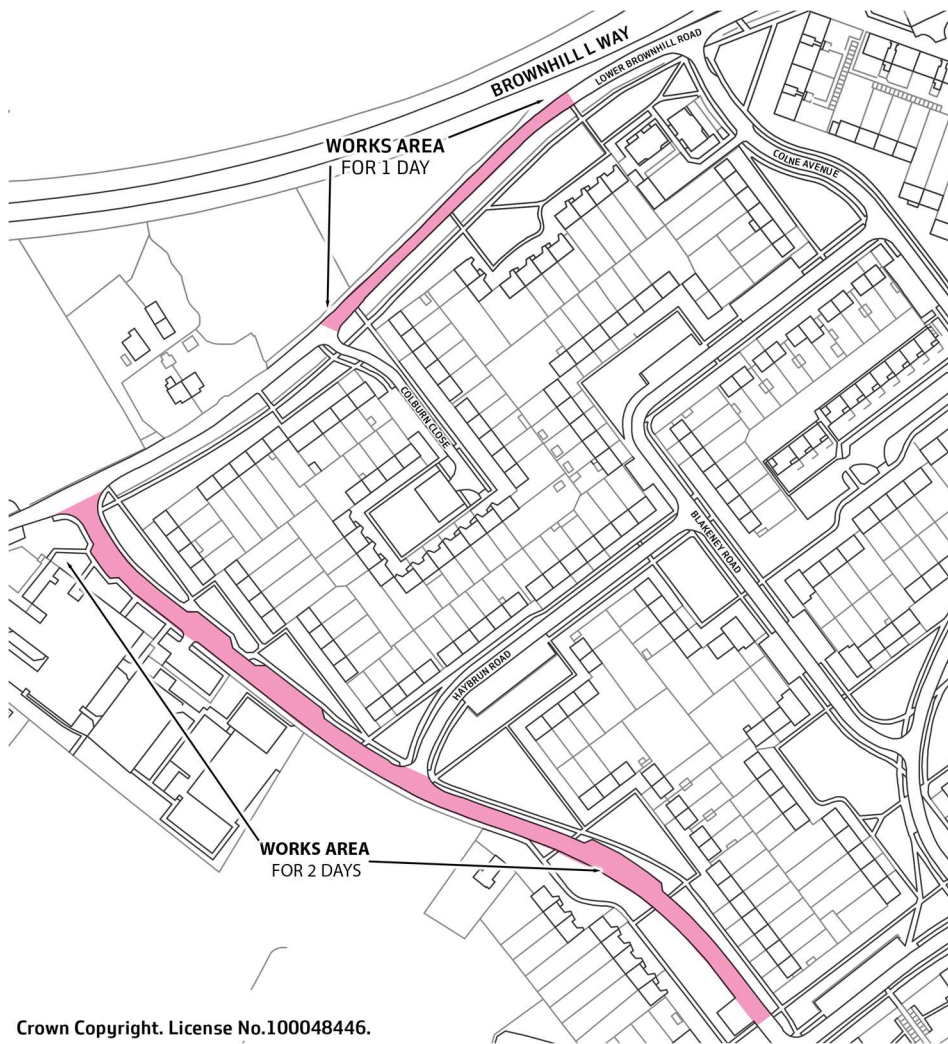 BROWNHILL L WAY
LOWER BROWNHILL ROAD
WORKS AREA
FOR 1 DAY
COLNE AVENUE
COLBURN CLOSE
BLAKENEY ROAD
HAYBRUN ROAD
WORKS AREA
FOR 2 DAYS
Crown Copyright. License No.100048446.